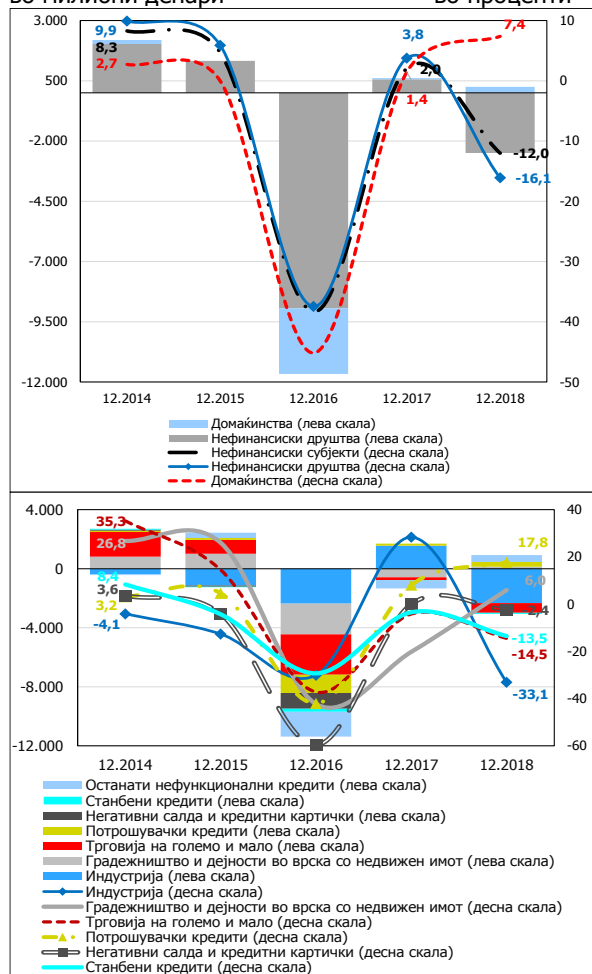 во милиони денари во проценти
3.000 10
9,9 3,8 7,4
8,3 2,0
2,7 1,4
500 0
-2.000 -10
-12,0
-16,1
-4.500 -20
-7.000 -30
-9.500 -40
-12.000 -50
12.2014 12.2015 12.2016 12.2017 12.2018
Домаќинства (лева скала)
Нефинансиски друштва (лева скала)
Нефинансиски субјекти (десна скала)
Нефинансиски друштва (десна скала)
Домаќинства (десна скала)
4.000 40
35,3
26,8 17,8
20
0
8,4 6,0
3,6 0
3,2 2,4
-4,1 -13,5
-4.000 -14,5
-20
-33,1
-8.000 -40
-12.000 -60
12.2014 12.2015 12.2016 12.2017 12.2018
Останати нефункционални кредити (лева скала)
Станбени кредити (лева скала)
Негативни салда и кредитни картички (лева скала)
Потрошувачки кредити (лева скала)
Трговија на големо и мало (лева скала)
Градежништво и дејности во врска со недвижен имот (лева скала)
Индустрија (лева скала)
Индустрија (десна скала)
Градежништво и дејности во врска со недвижен имот (десна скала)
Трговија на големо и мало (десна скала)
Потрошувачки кредити (десна скала)
Негативни салда и кредитни картички (десна скала)
Станбени кредити (десна скала)